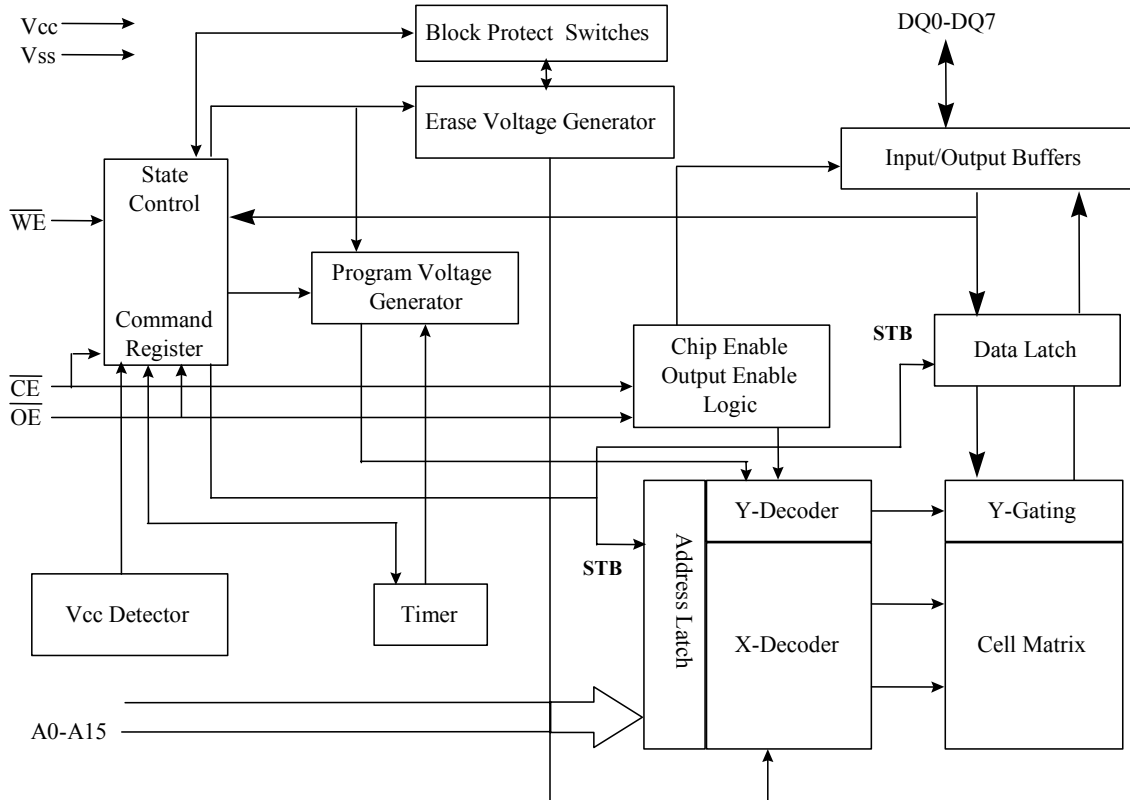 Vcc
Vss
Block Protect Switches
DQ0-DQ7
Erase Voltage Generator
Input/Output Buffers
State
Control
WE
Program Voltage
Generator
Command
Register
STB
Data Latch
Chip Enable
Output Enable
Logic
CE
OE
Y-Decoder
Y-Gating
STB
Address Latch
Vcc Detector
Timer
X-Decoder
Cell Matrix
A0-A15